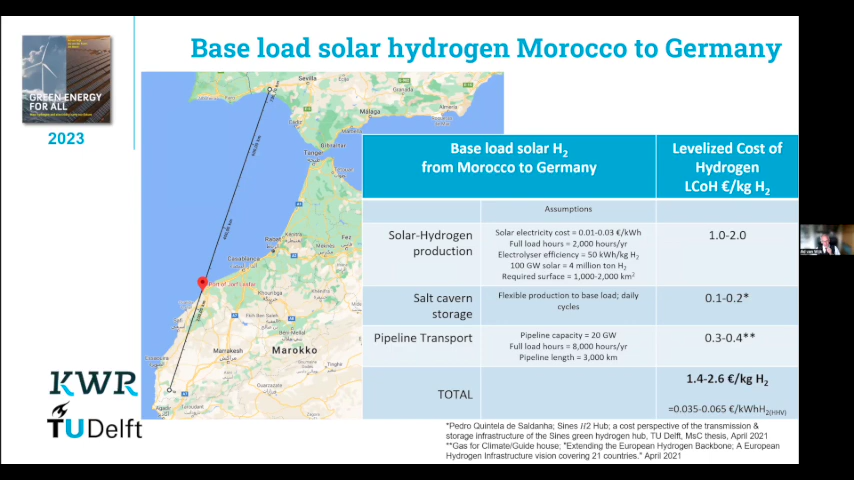 Base load solar hydrogen Morocco to Germany
GREEN ENERGY
FOR ALL
2023
Sevilla
Granada
Málaga
Almería
Cádiz
Tanger
Rabat
Casablanca
Marrakesh
Marokko
Agadir
Base load solar H2
from Morocco to Germany
Levelized Cost of
Hydrogen
LCoH €/kg H2
Assumptions
Solar-Hydrogen
production
Solar electricity cost = 0.01-0.03 €/kWh
Full load hours = 2,000 hours/yr
Electrolyser efficiency = 50 kWh/kg H2
100 GW solar = 4 million ton H2
Required surface = 1,000-2,000 km2
1.0-2.0
Salt cavern
storage
Flexible production to base load; daily
cycles
0.1-0.2*
Pipeline Transport
Pipeline capacity = 20 GW
Full load hours = 8,000 hours/yr
Pipeline length = 3,000 km
0.3-0.4**
TOTAL
1.4-2.6 €/kg H2
=0.035-0.065 €/kWhH2(HHV)
KWR
TUDelft
*Pedro Quintela de Saldanha; Sines H2 Hub; a cost perspective of the transmission &
storage infrastructure of the Sines green hydrogen hub, TU Delft, MsC thesis, April 2021
**Gas for Climate/Guide house; "Extending the European Hydrogen Backbone; A European
Hydrogen Infrastructure vision covering 21 countries." April 2021